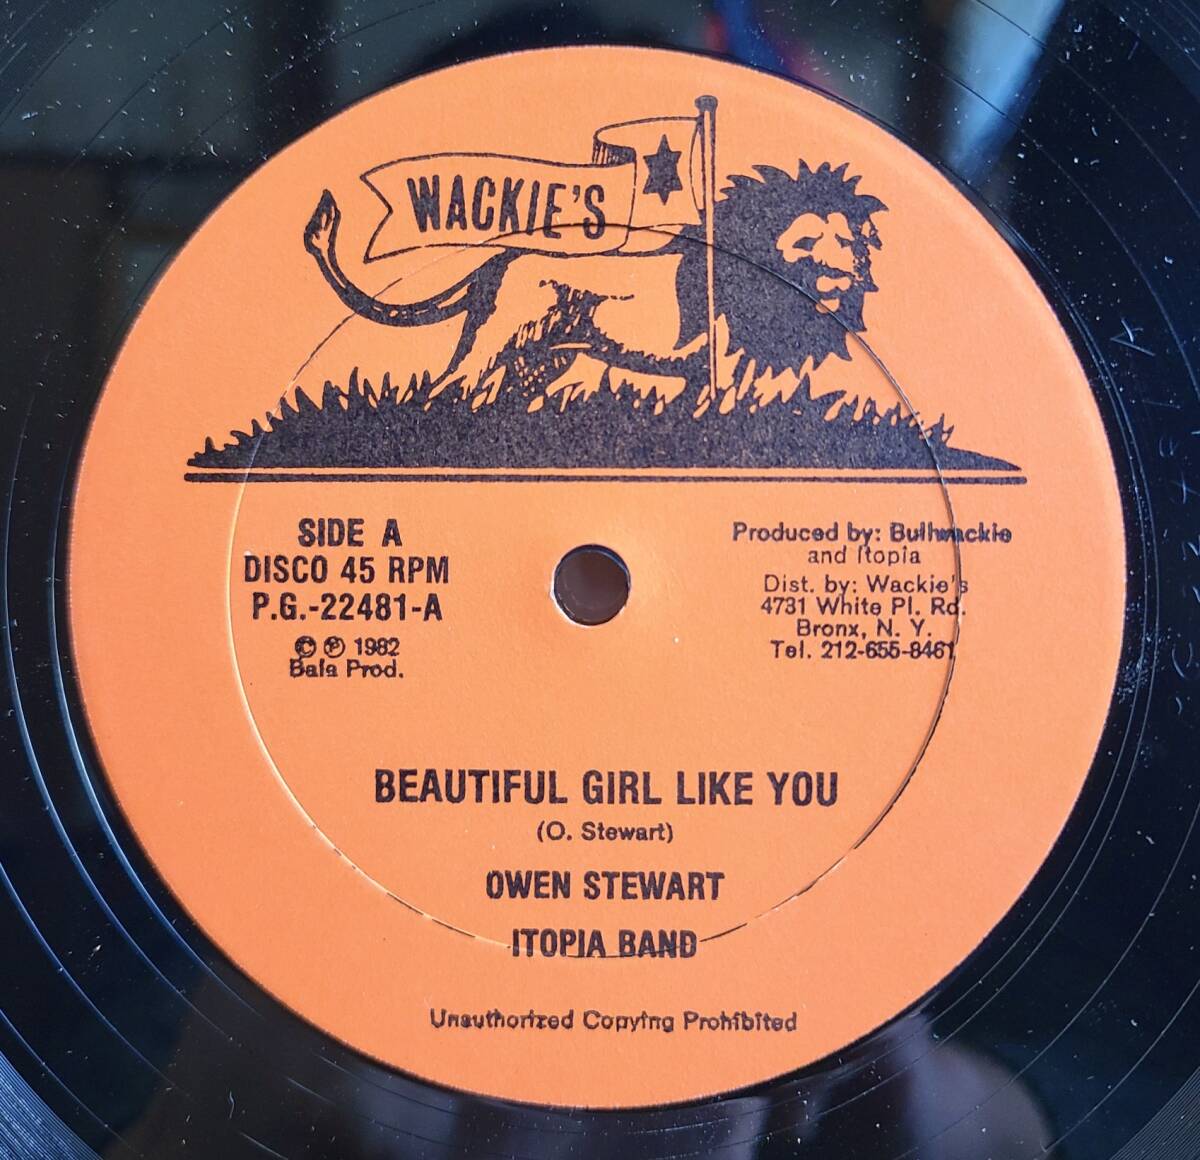 WACKIE'S
SIDE A
DISCO 45 RPM
P.G.-22481-A
© ℗ 1982
Bala Prod.
Produced by: Bullwackie
and Itopia
Dist. by: Wackie's
4731 White Pl. Rd.
Bronx, N. Y.
Tel. 212-655-8461
BEAUTIFUL GIRL LIKE YOU
(O. Stewart)
OWEN STEWART
ITOPIA BAND
Unauthorized Copying Prohibited